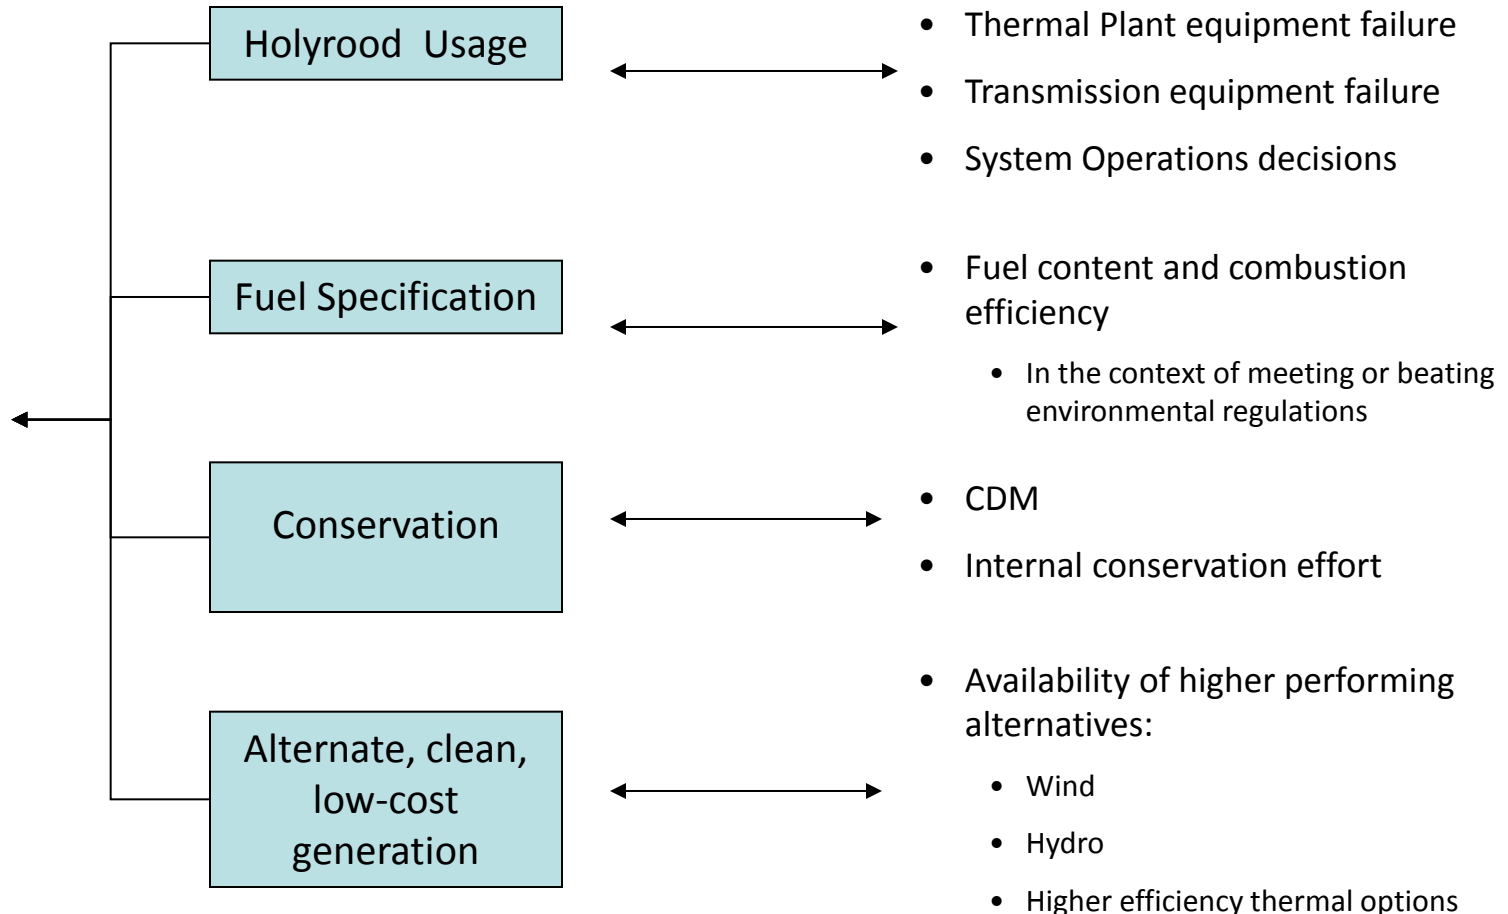 Holyrood  Usage
• Thermal Plant equipment failure
• Transmission equipment failure
• System Operations decisions
Fuel Specification
• Fuel content and combustion
efficiency
• In the context of meeting or beating
environmental regulations
Conservation
• CDM
• Internal conservation effort
Alternate, clean,
low-cost
generation
• Availability of higher performing
alternatives:
• Wind
• Hydro
• Higher efficiency thermal options